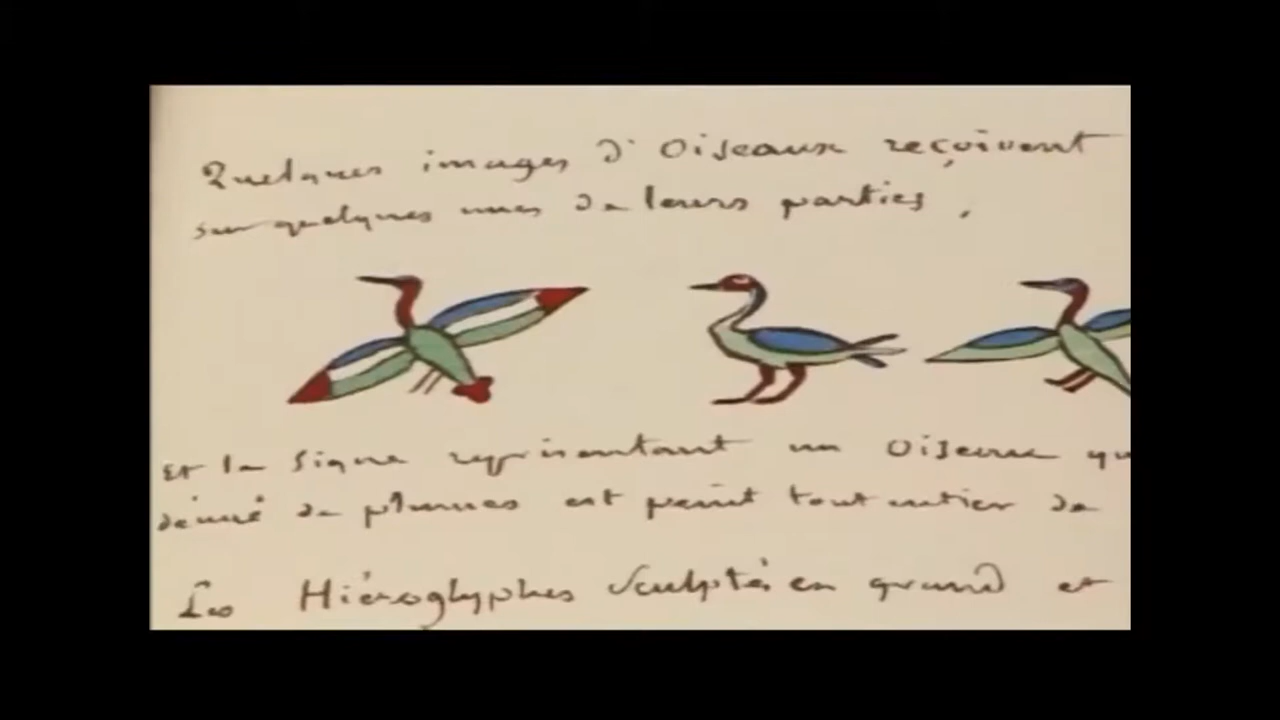 Quelques images d'Oiseaux reçoivent
sur quelques unes de leurs parties,
Et le signe représentant un Oiseau qu
dénué de plumes est peint tout entier de
Les Hiéroglyphes sculptés en grand et